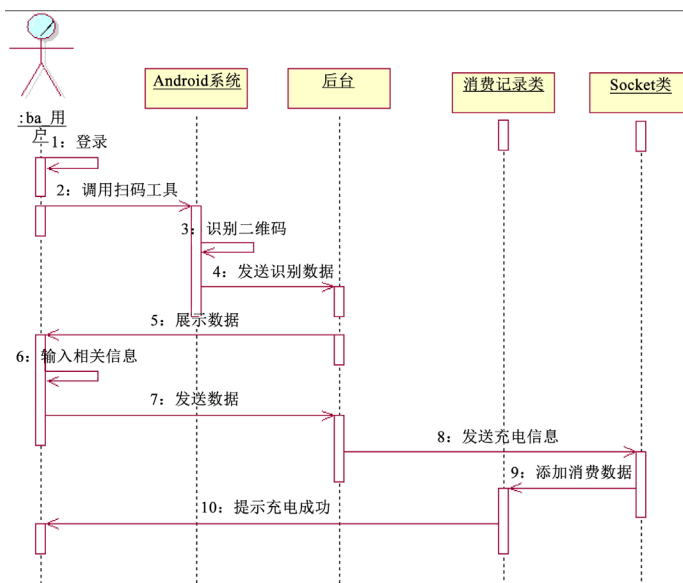 Android系统
后台
消费记录类
Socket类
:ba_用
户
1：登录
2：调用扫码工具
3：识别二维码
4：发送识别数据
5：展示数据
6：输入相关信息
7：发送数据
8：发送充电信息
9：添加消费数据
10：提示充电成功